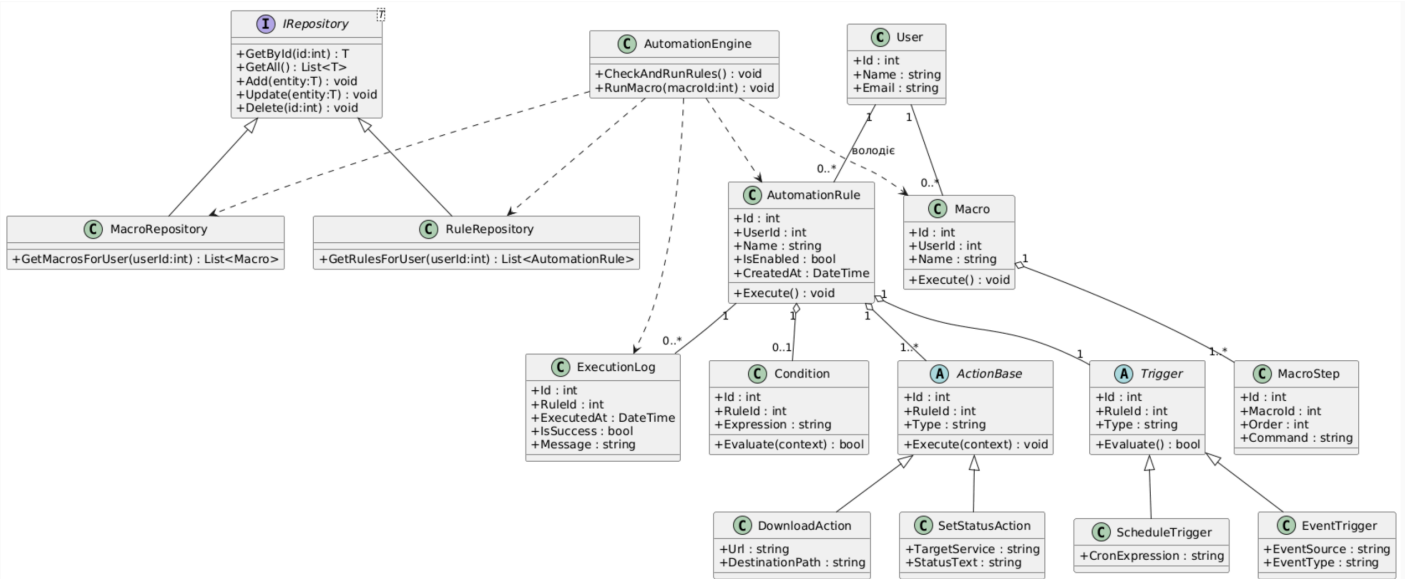 I IRepository T
+GetById(id:int) : T
+GetAll() : List<T>
+Add(entity:T) : void
+Update(entity:T) : void
+Delete(id:int) : void
C AutomationEngine
+CheckAndRunRules() : void
+RunMacro(macroId:int) : void
C User
+Id : int
+Name : string
+Email : string
1
1
володіє
0..*
0..*
C MacroRepository
+GetMacrosForUser(userId:int) : List<Macro>
C RuleRepository
+GetRulesForUser(userId:int) : List<AutomationRule>
C AutomationRule
+Id : int
+UserId : int
+Name : string
+IsEnabled : bool
+CreatedAt : DateTime
+Execute() : void
C Macro
+Id : int
+UserId : int
+Name : string
+Execute() : void
1
1
1
1
1
0..*
0..1
1..*
1
1..*
C ExecutionLog
+Id : int
+RuleId : int
+ExecutedAt : DateTime
+IsSuccess : bool
+Message : string
C Condition
+Id : int
+RuleId : int
+Expression : string
+Evaluate(context) : bool
A ActionBase
+Id : int
+RuleId : int
+Type : string
+Execute(context) : void
A Trigger
+Id : int
+RuleId : int
+Type : string
+Evaluate() : bool
C MacroStep
+Id : int
+MacroId : int
+Order : int
+Command : string
C DownloadAction
+Url : string
+DestinationPath : string
C SetStatusAction
+TargetService : string
+StatusText : string
C ScheduleTrigger
+CronExpression : string
C EventTrigger
+EventSource : string
+EventType : string